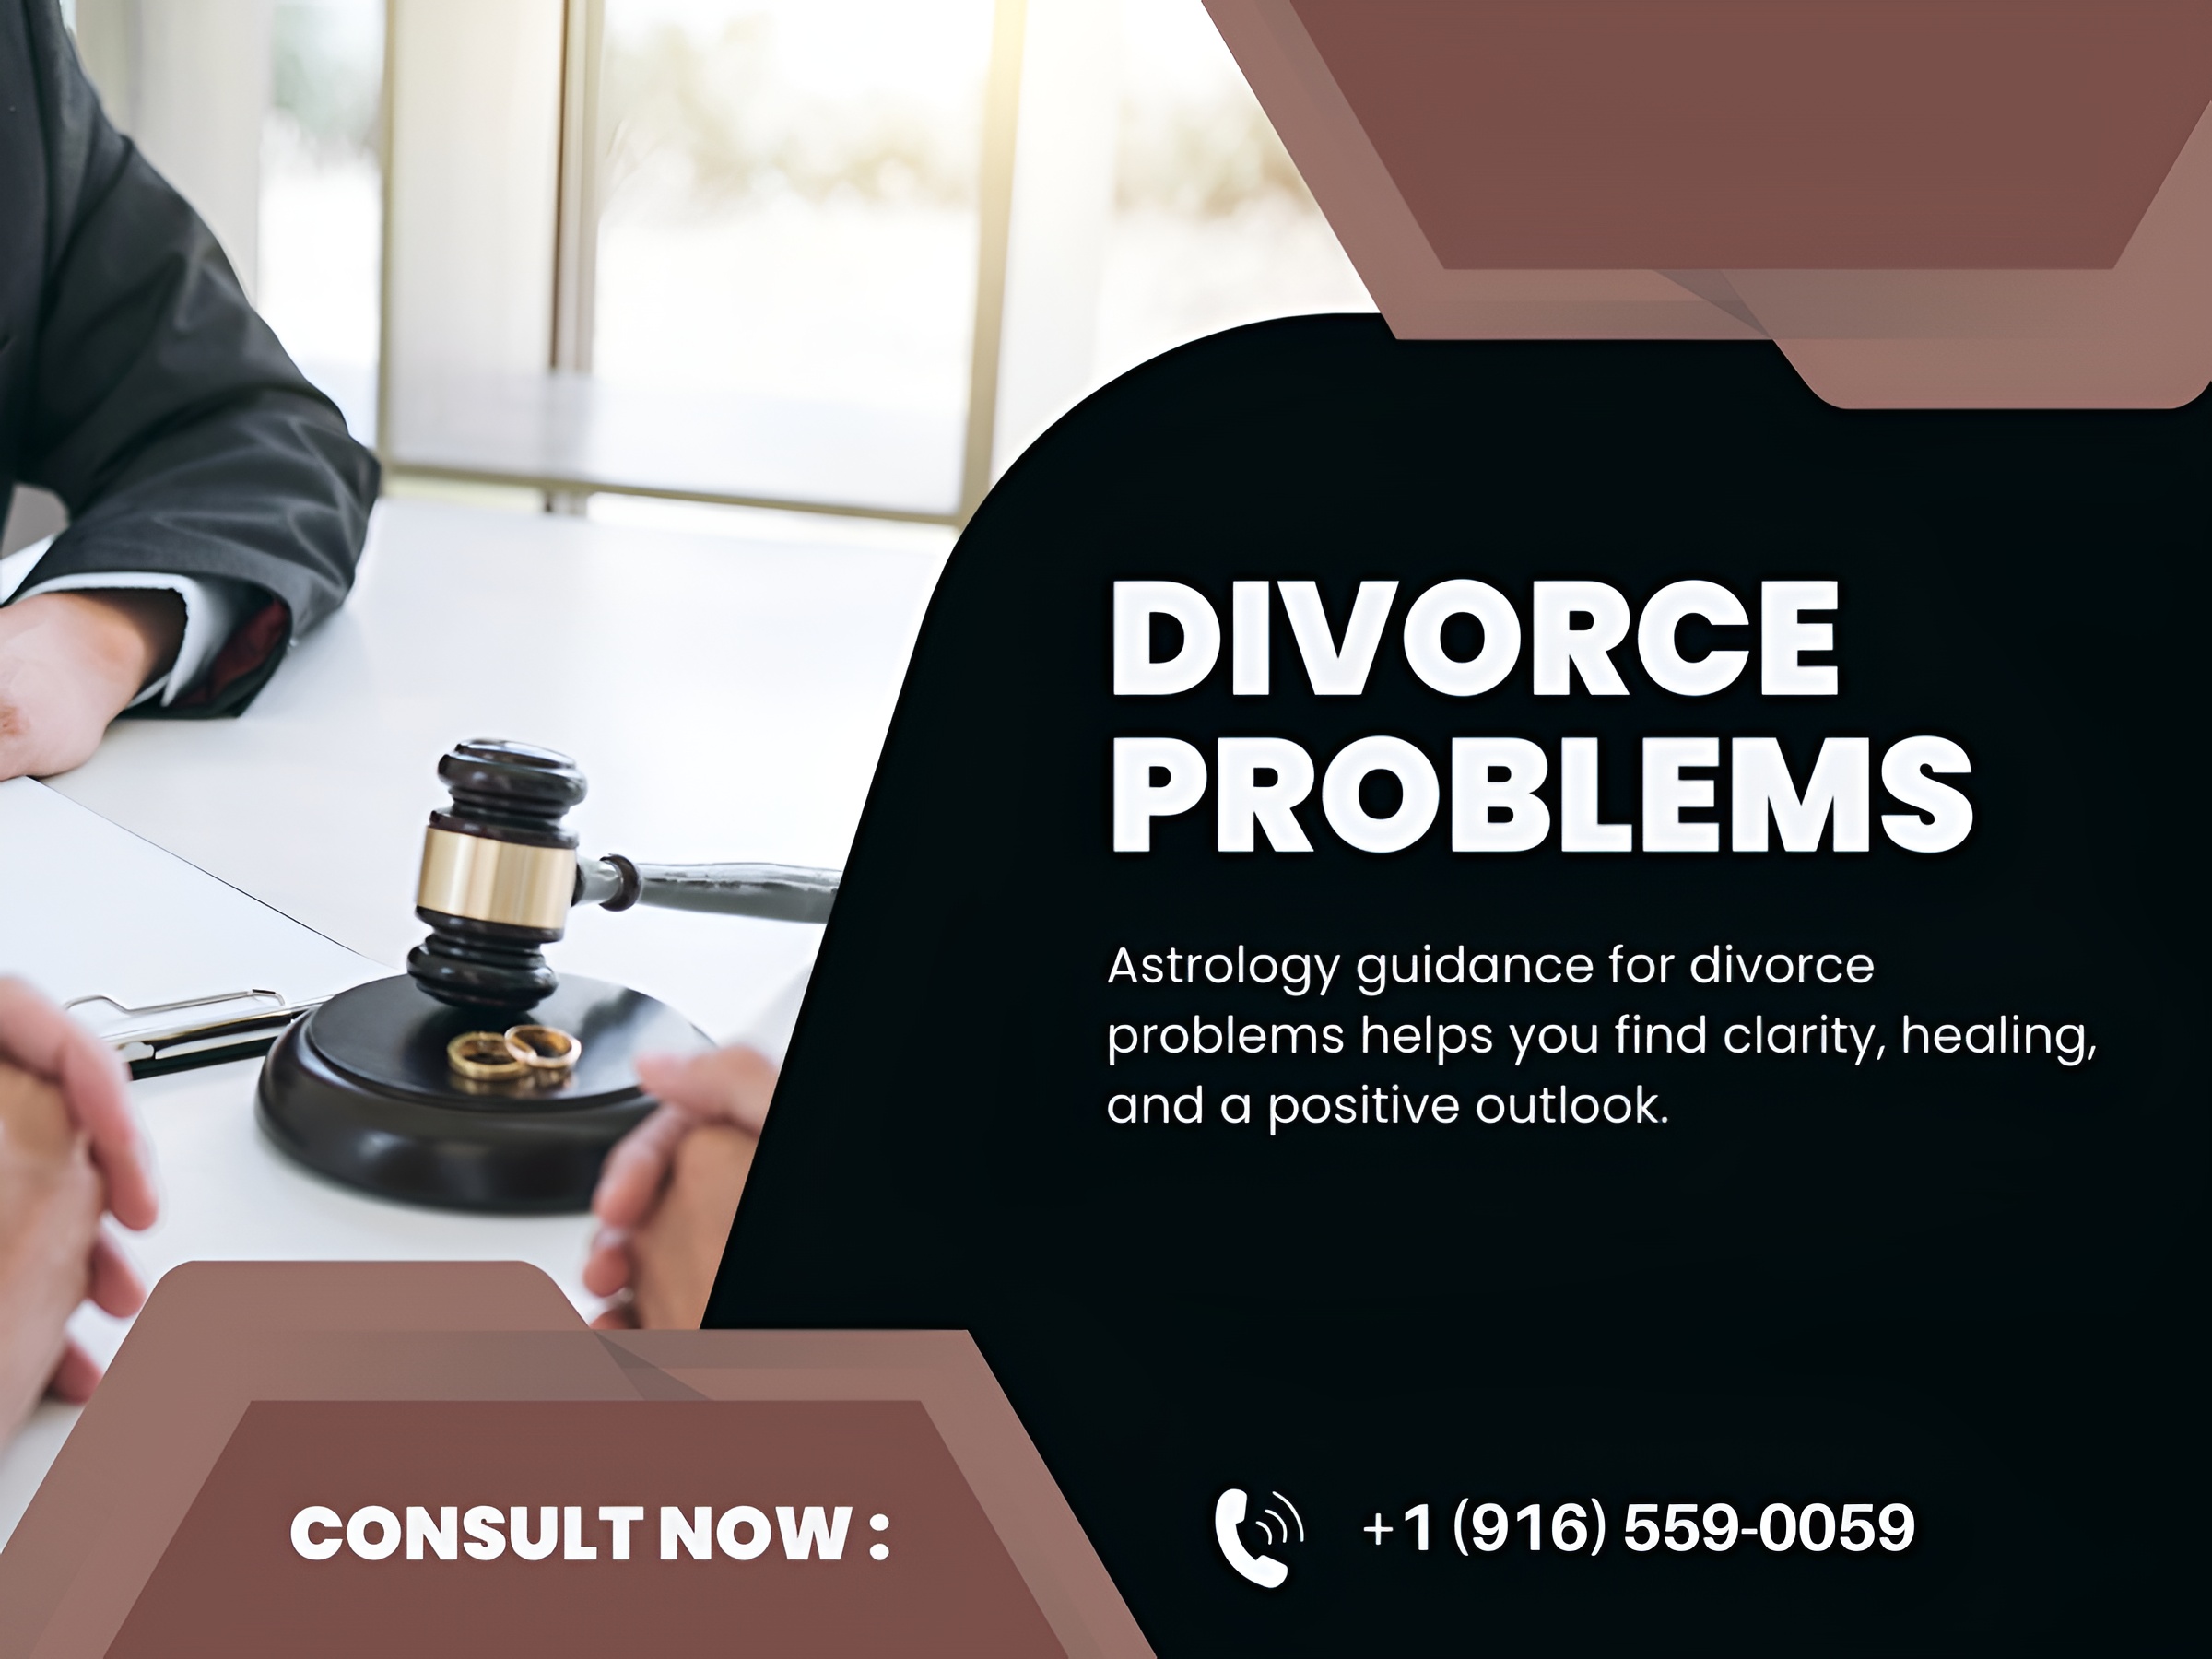 DIVORCE
PROBLEMS
Astrology guidance for divorce
problems helps you find clarity, healing,
and a positive outlook.
CONSULT NOW :
+1 (916) 559-0059